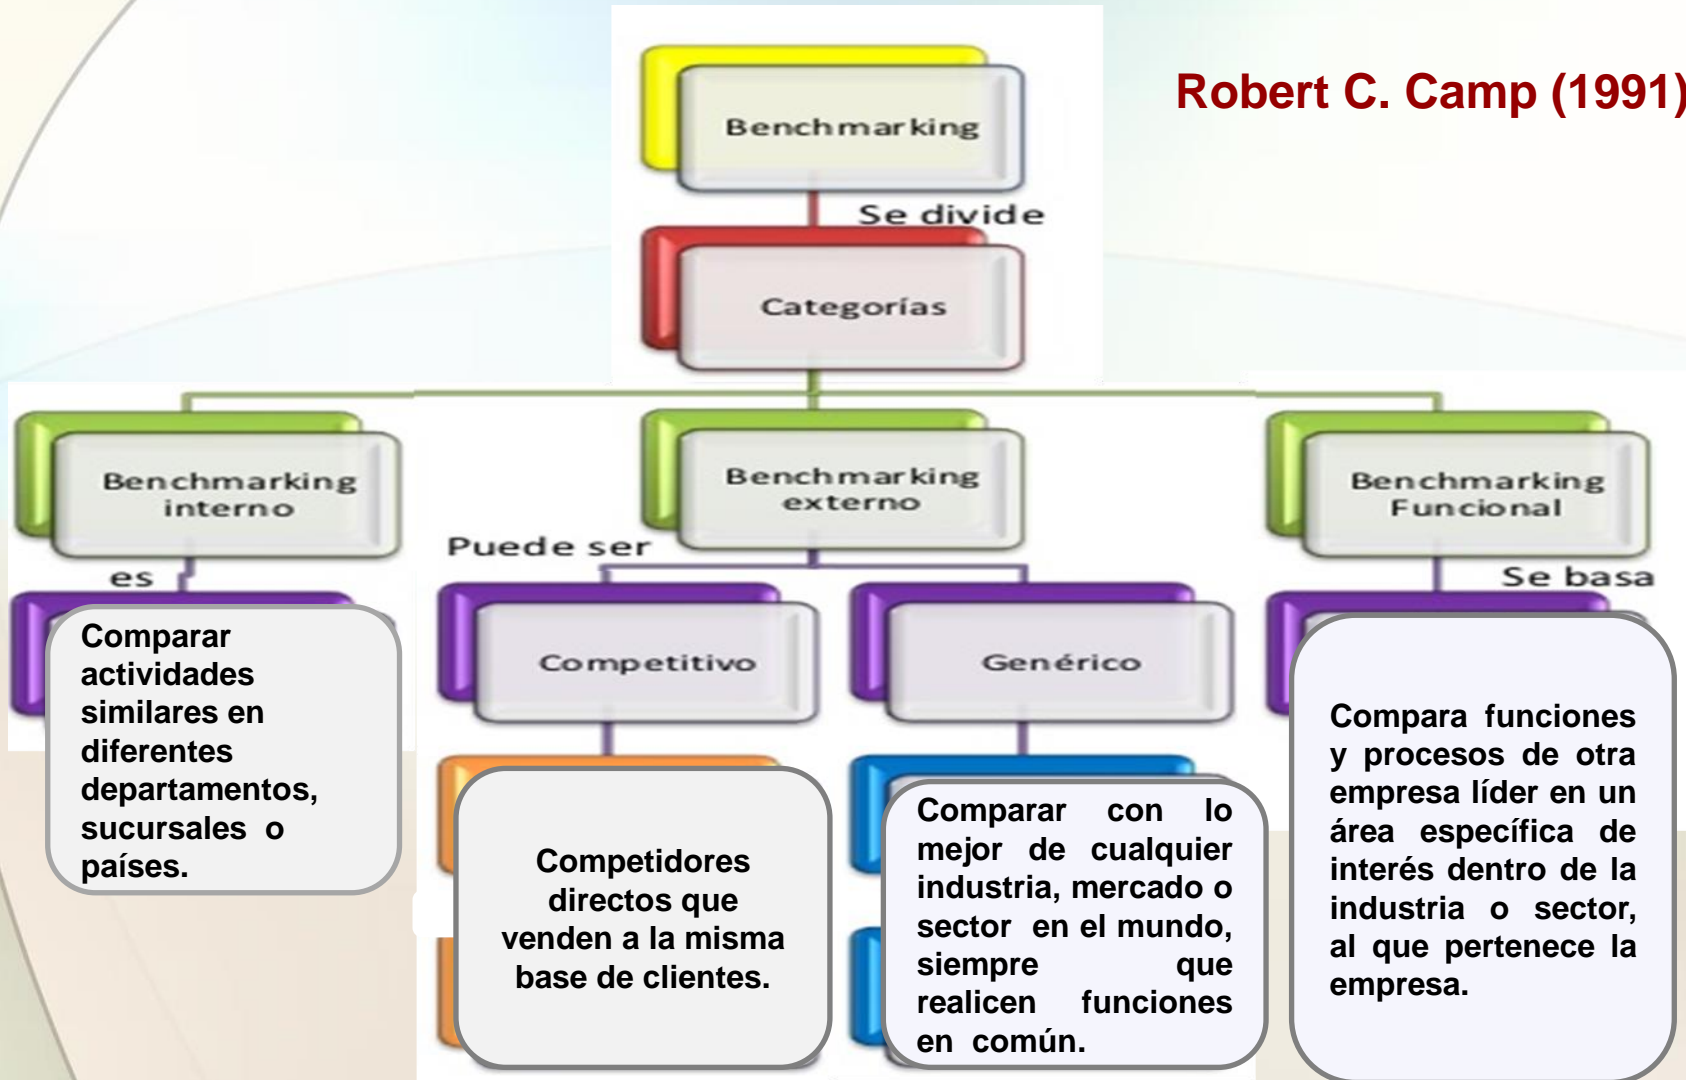 Robert C. Camp (1991)
Benchmarking
Se divide
Categorías
Benchmarking
interno
Benchmarking
externo
Benchmarking
Funcional
es
Puede ser
Se basa
Comparar
actividades
similares en
diferentes
departamentos,
sucursales o
países.
Competitivo
Genérico
Competidores
directos que
venden a la misma
base de clientes.
Comparar con lo
mejor de cualquier
industria, mercado o
sector en el mundo,
siempre que
realicen funciones
en común.
Compara funciones
y procesos de otra
empresa líder en un
área específica de
interés dentro de la
industria o sector,
al que pertenece la
empresa.